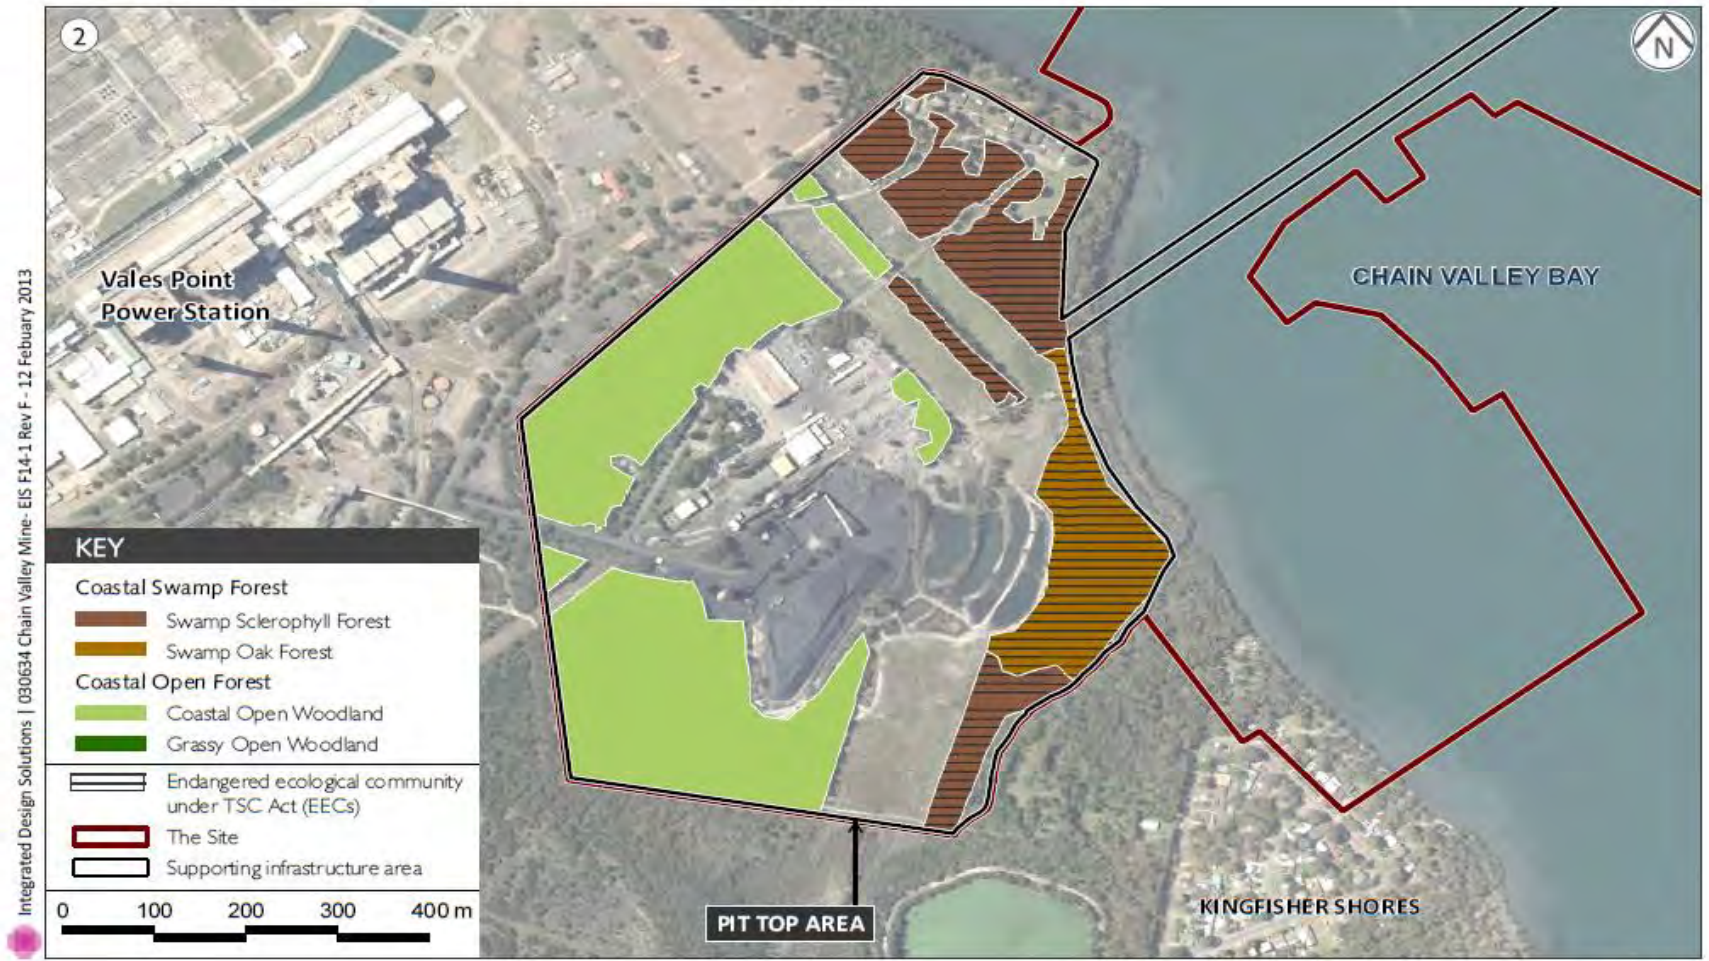 2
N
Vales Point
Power Station
CHAIN VALLEY BAY
KEY
Coastal Swamp Forest
Swamp Sclerophyll Forest
Swamp Oak Forest
Coastal Open Forest
Coastal Open Woodland
Grassy Open Woodland
Endangered ecological community
under TSC Act (EECs)
The Site
Supporting infrastructure area
0 100 200 300 400 m
PIT TOP AREA
KINGFISHER SHORES
Integrated Design Solutions | 030634 Chain Valley Mine- EIS F14-1 Rev F - 12 Febuary 2013